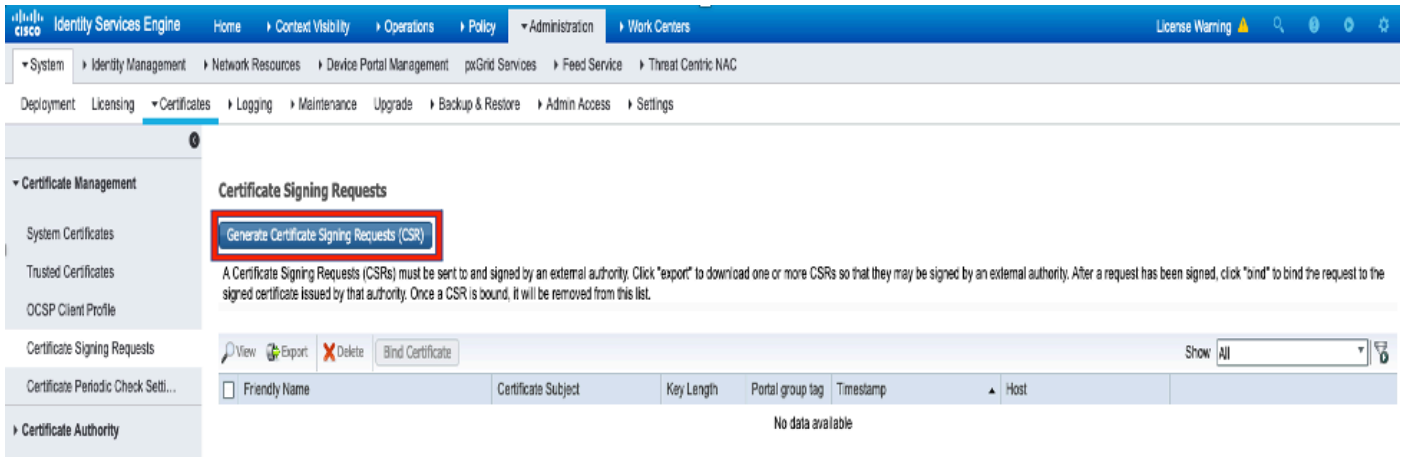 cisco Identity Services Engine Home Context Visibility Operations Policy Administration Work Centers License Warning
System Identity Management Network Resources Device Portal Management pxGrid Services Feed Service Threat Centric NAC
Deployment Licensing Certificates Logging Maintenance Upgrade Backup & Restore Admin Access Settings
Certificate Management
System Certificates
Trusted Certificates
OCSP Client Profile
Certificate Signing Requests
Certificate Periodic Check Setti...
Certificate Authority
Certificate Signing Requests
Generate Certificate Signing Requests (CSR)
A Certificate Signing Requests (CSRs) must be sent to and signed by an external authority. Click "export" to download one or more CSRs so that they may be signed by an external authority. After a request has been signed, click "bind" to bind the request to the
signed certificate issued by that authority. Once a CSR is bound, it will be removed from this list.
View Export Delete Bind Certificate Show All
Friendly Name Certificate Subject Key Length Portal group tag Timestamp Host
No data available